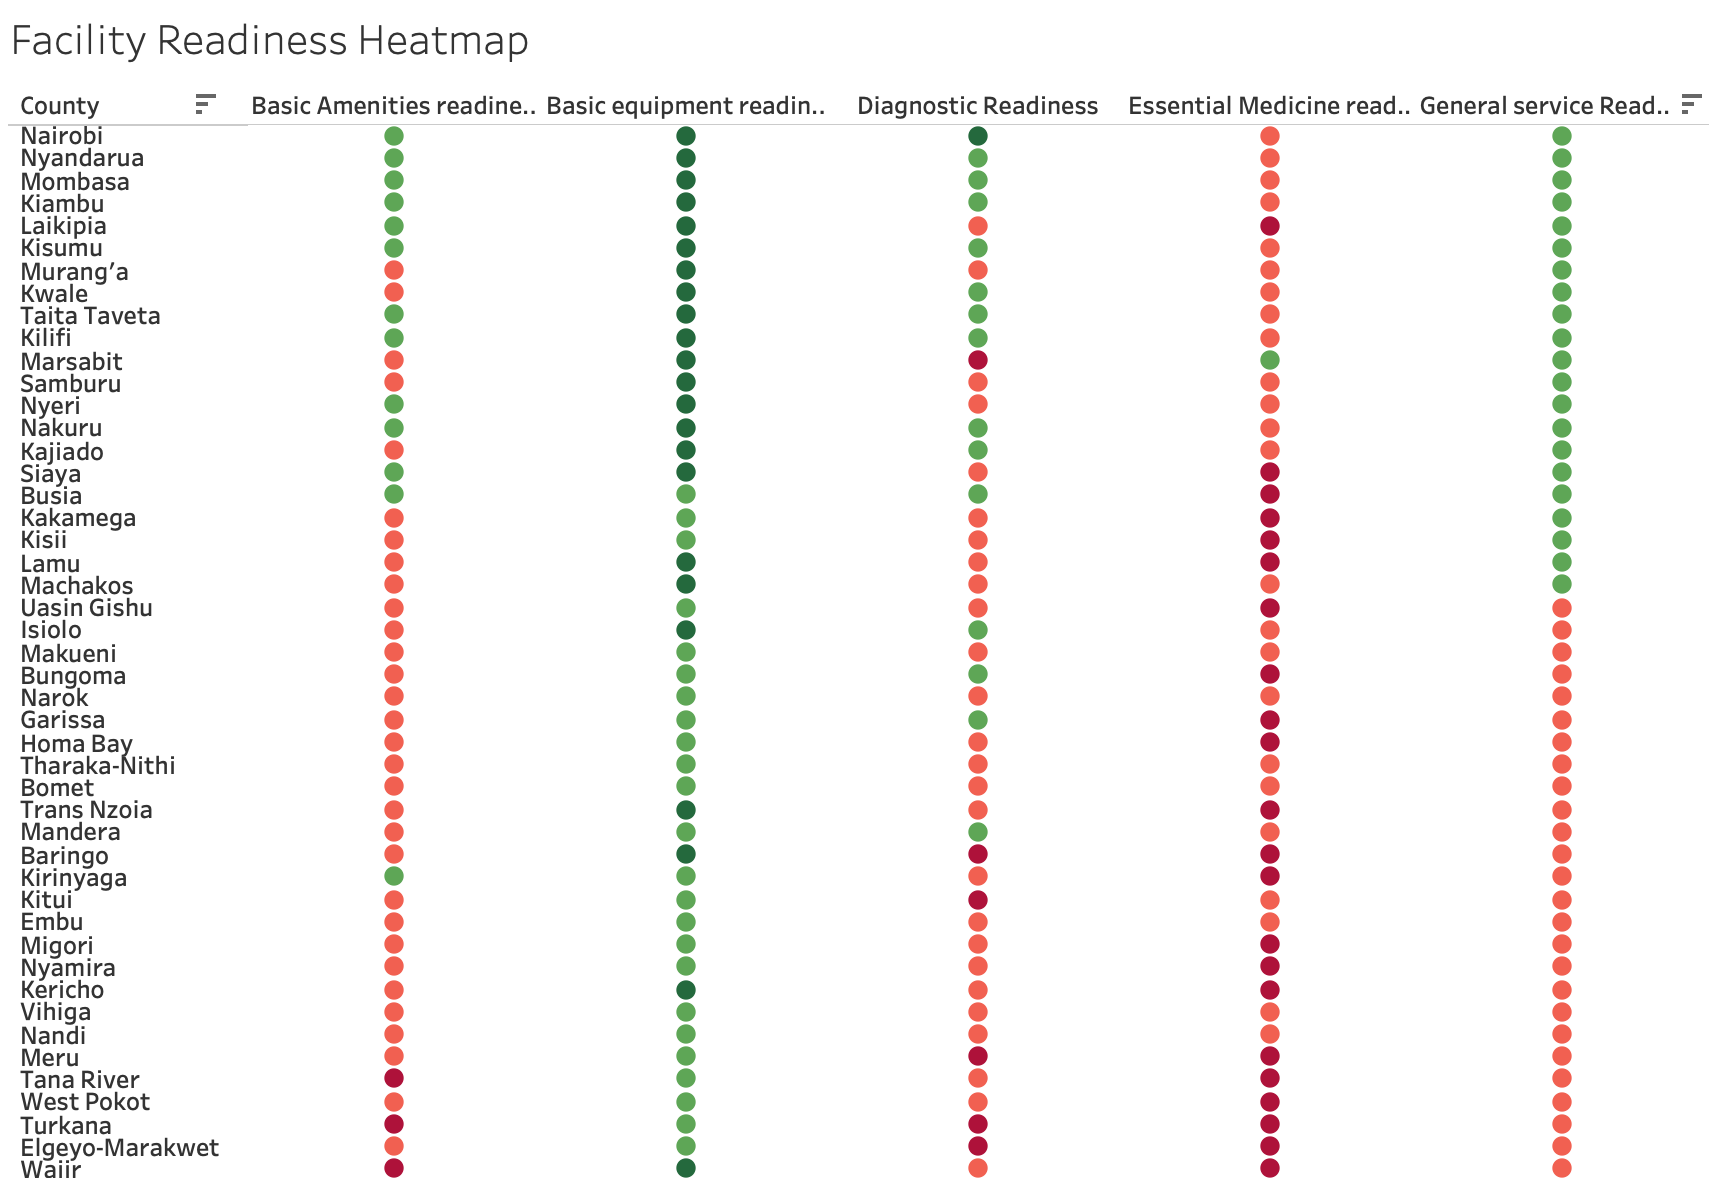 Facility Readiness Heatmap
County Basic Amenities readine.. Basic equipment readin.. Diagnostic Readiness Essential Medicine read.. General service Read..
Nairobi
Nyandarua
Mombasa
Kiambu
Laikipia
Kisumu
Murang’a
Kwale
Taita Taveta
Kilifi
Marsabit
Samburu
Nyeri
Nakuru
Kajiado
Siaya
Busia
Kakamega
Kisii
Lamu
Machakos
Uasin Gishu
Isiolo
Makueni
Bungoma
Narok
Garissa
Homa Bay
Tharaka-Nithi
Bomet
Trans Nzoia
Mandera
Baringo
Kirinyaga
Kitui
Embu
Migori
Nyamira
Kericho
Vihiga
Nandi
Meru
Tana River
West Pokot
Turkana
Elgeyo-Marakwet
Wajir